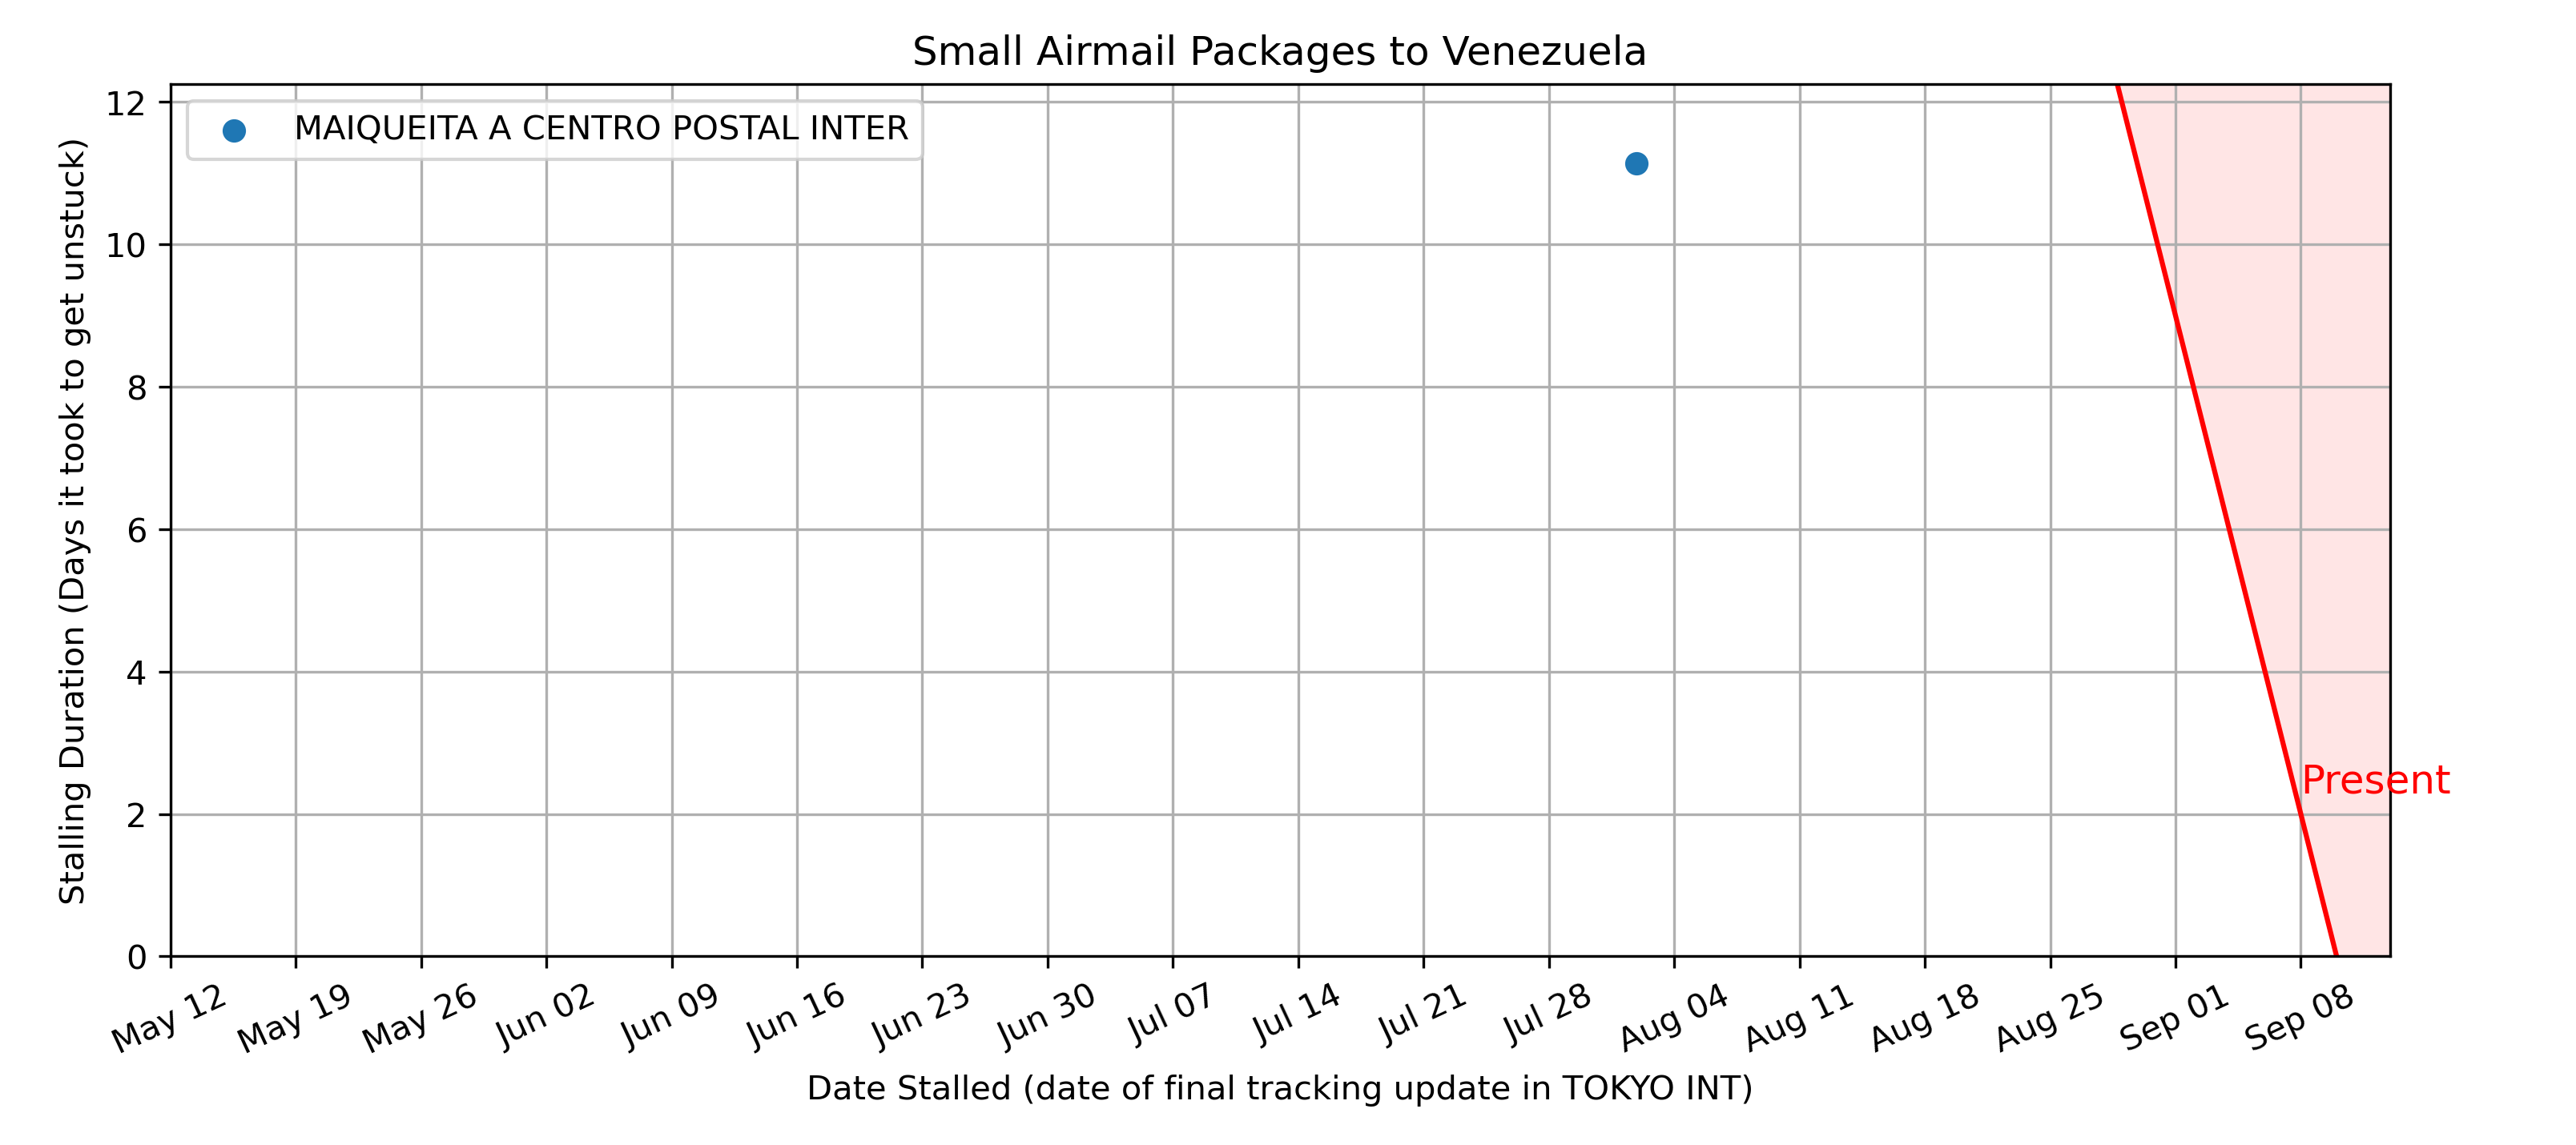 Small Airmail Packages to Venezuela
MAIQUEITA A CENTRO POSTAL INTER
Stalling Duration (Days it took to get unstuck)
12
10
8
6
4
2
0
Present
May 12
May 19
May 26
Jun 02
Jun 09
Jun 16
Jun 23
Jun 30
Jul 07
Jul 14
Jul 21
Jul 28
Aug 04
Aug 11
Aug 18
Aug 25
Sep 01
Sep 08
Date Stalled (date of final tracking update in TOKYO INT)